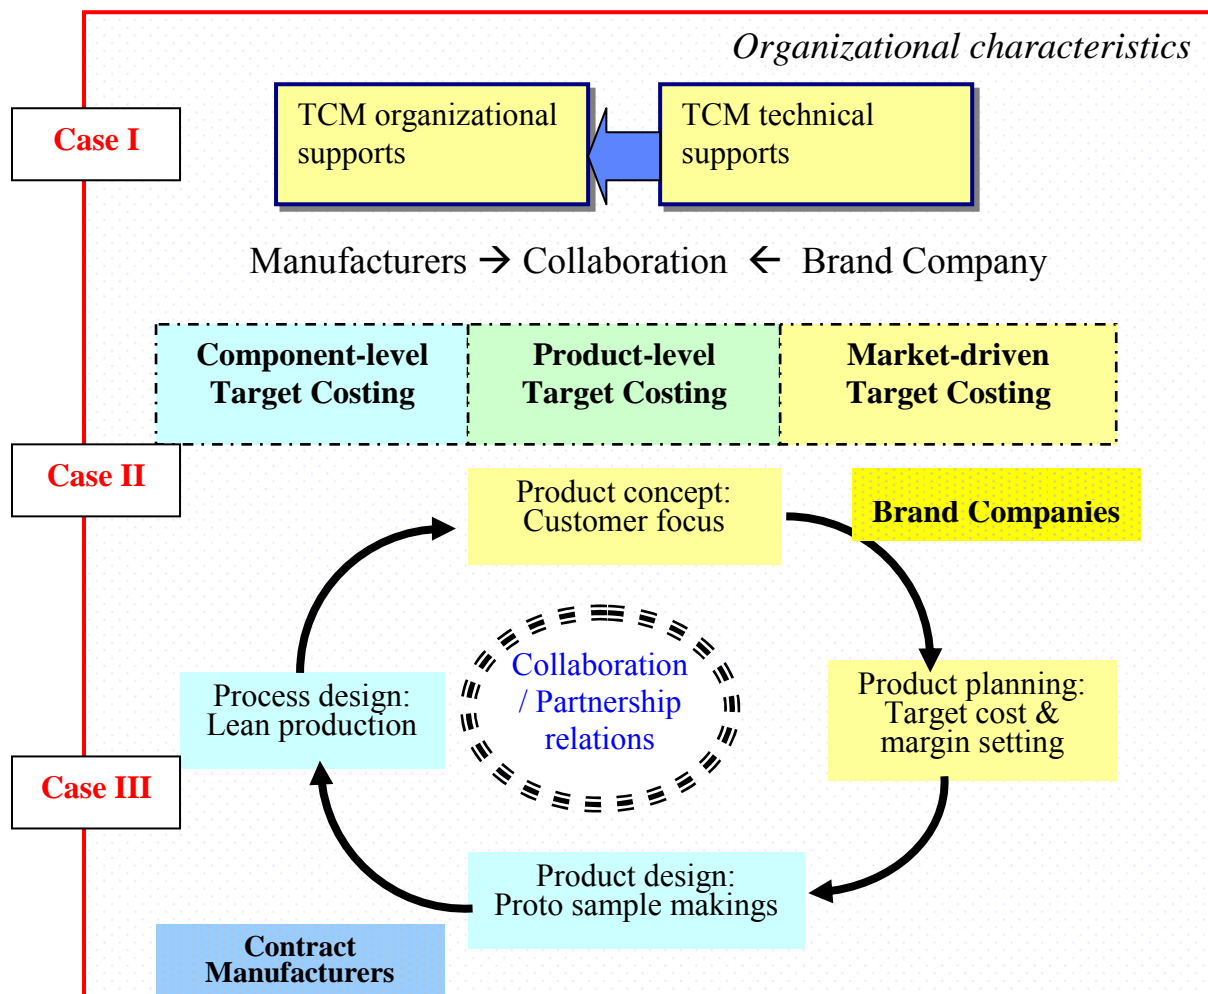 Organizational characteristics
TCM organizational
supports
TCM technical
supports
Case I
Manufacturers → Collaboration ← Brand Company
Component-level
Target Costing
Product-level
Target Costing
Market-driven
Target Costing
Case II
Product concept:
Customer focus
Brand Companies
Collaboration
/ Partnership
relations
Process design:
Lean production
Product planning:
Target cost &
margin setting
Case III
Product design:
Proto sample makings
Contract
Manufacturers